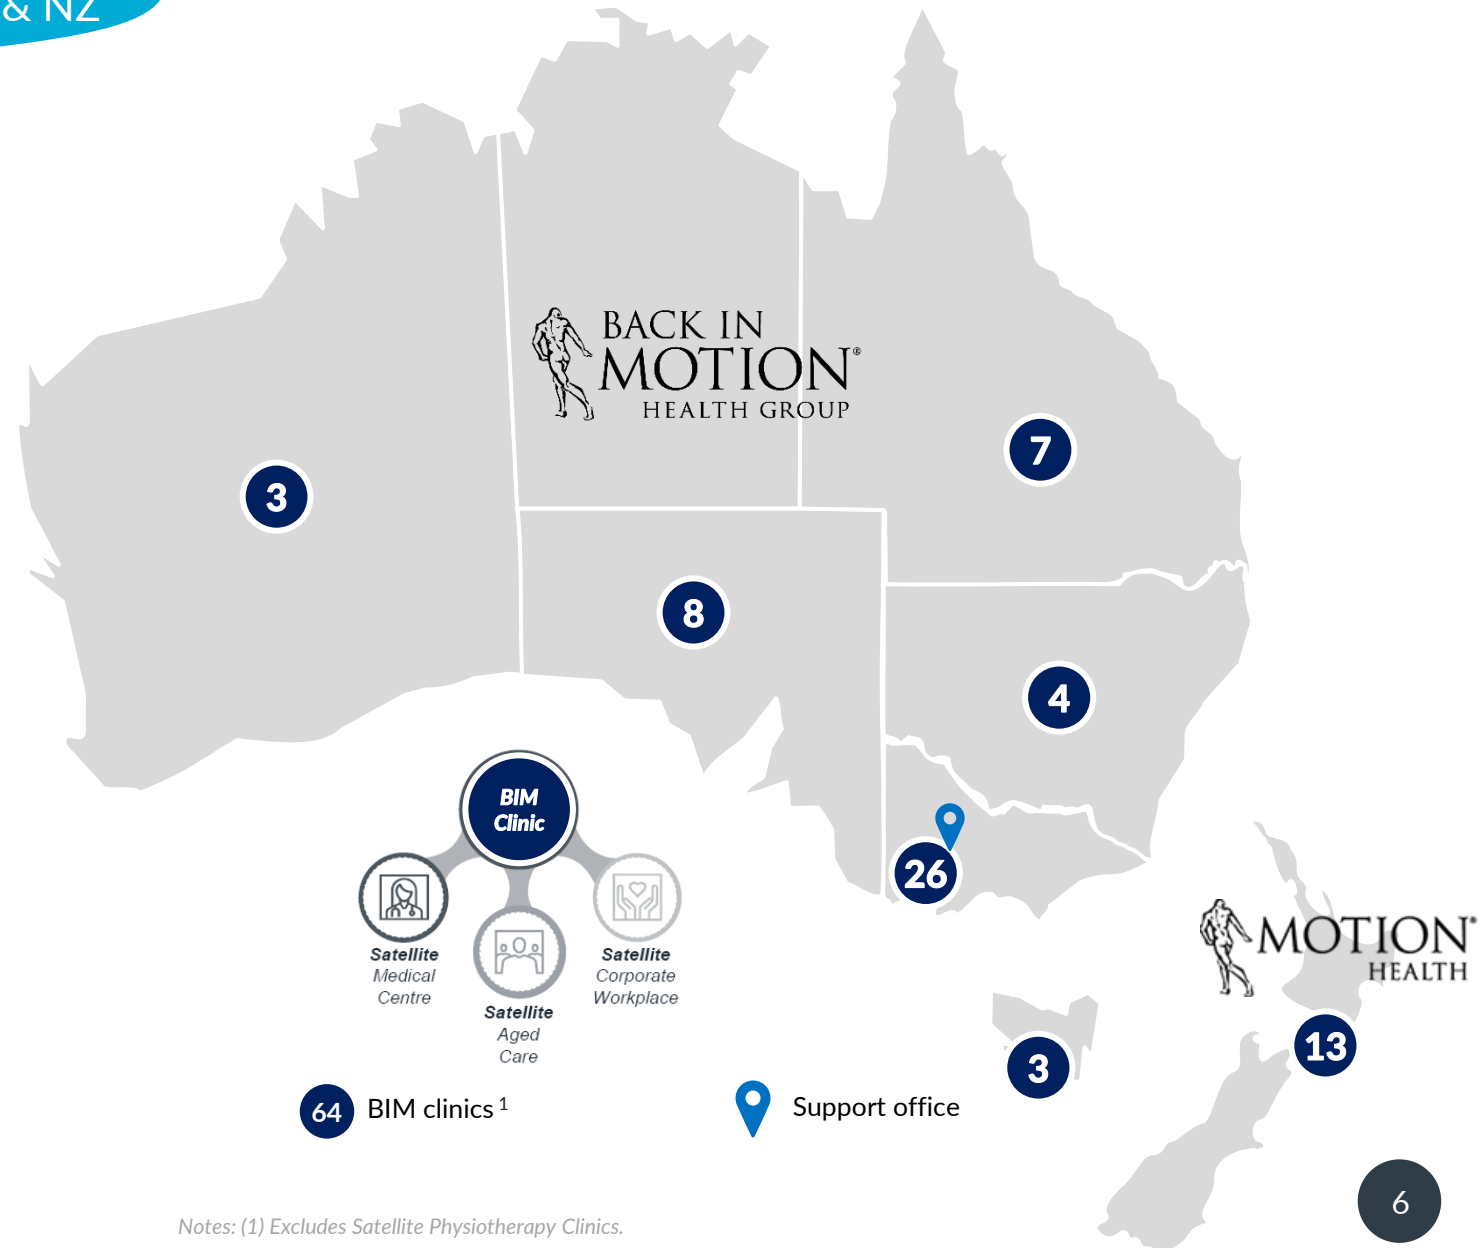 & NZ
BACK IN
MOTION®
HEALTH GROUP
7
3
8
4
BIM
Clinic
26
Satellite
Medical
Centre
Satellite
Aged
Care
Satellite
Corporate
Workplace
MOTION®
HEALTH
3
13
64 BIM clinics 1
Support office
6
Notes: (1) Excludes Satellite Physiotherapy Clinics.